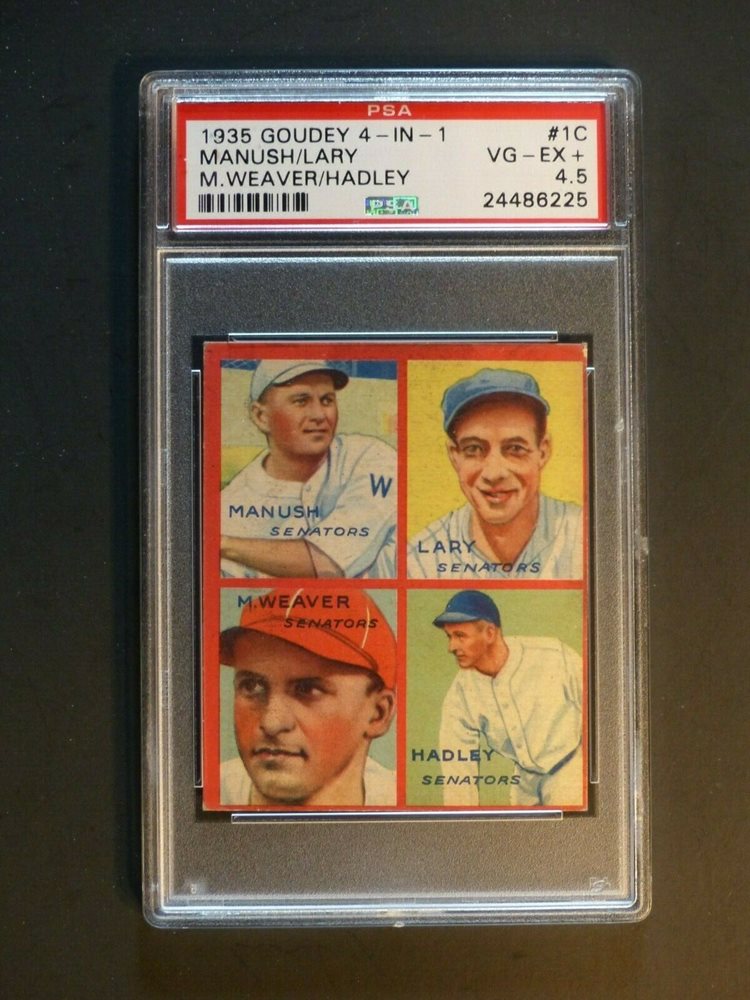 PSA
1935 GOUDEY 4-IN-1 #1C
MANUSH/LARY VG-EX+
M.WEAVER/HADLEY 4.5
PSA 24486225
W
MANUSH
SENATORS
LARY
SENATORS
M.WEAVER
SENATORS
HADLEY
SENATORS